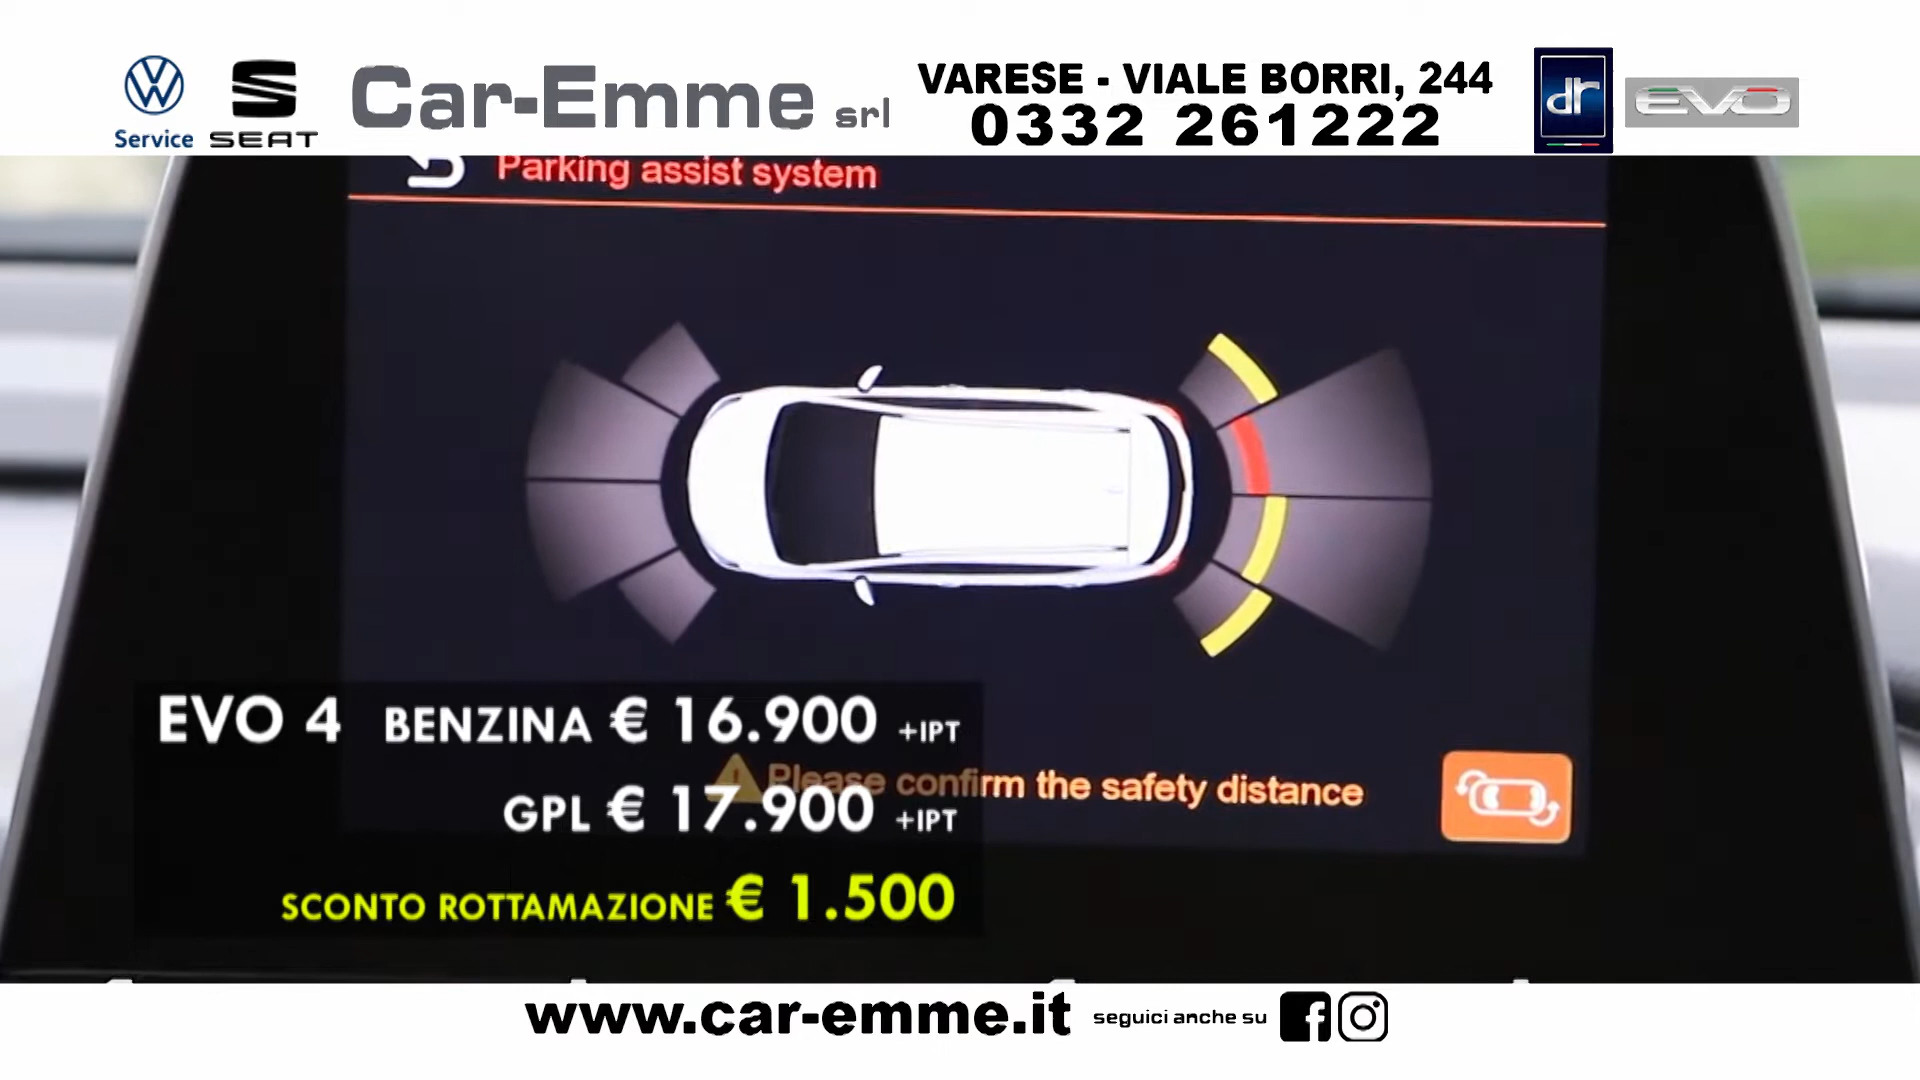 Service
SEAT
Car-Emme srl
VARESE - VIALE BORRI, 244
0332 261222
dr
EVO
Parking assist system
EVO 4 BENZINA € 16.900 +IPT
Please confirm the safety distance
GPL € 17.900 +IPT
SCONTO ROTTAMAZIONE € 1.500
www.car-emme.it seguici anche su